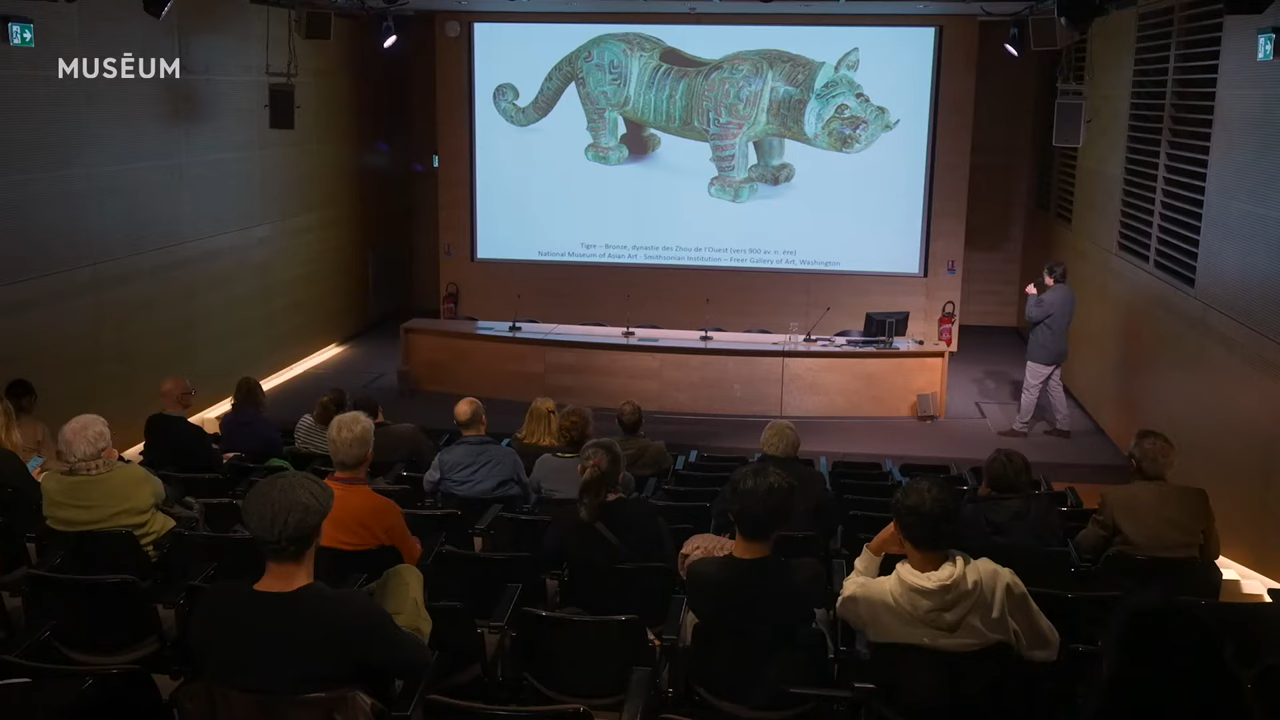 MUSĒUM
Tigre – Bronze, dynastie des Zhou de l'Ouest (vers 900 av. n. ère)
National Museum of Asian Art - Smithsonian Institution – Freer Gallery of Art, Washington